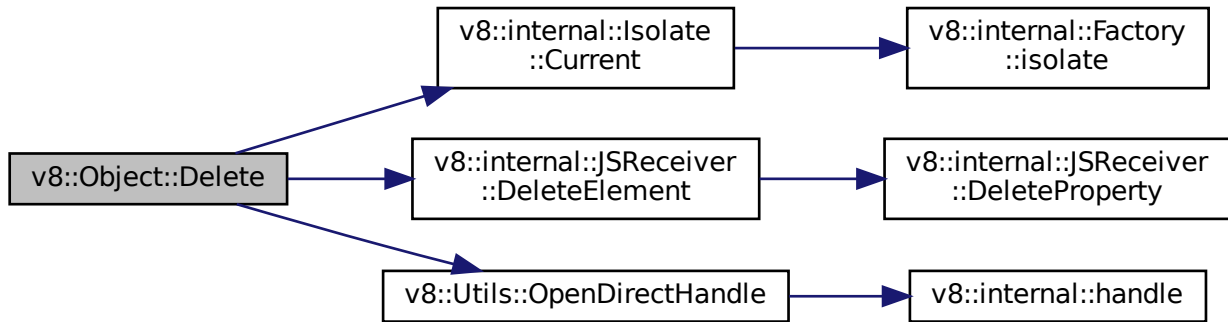 v8::internal::Isolate
::Current
v8::internal::Factory
::isolate
v8::Object::Delete
v8::internal::JSReceiver
::DeleteElement
v8::internal::JSReceiver
::DeleteProperty
v8::Utils::OpenDirectHandle
v8::internal::handle